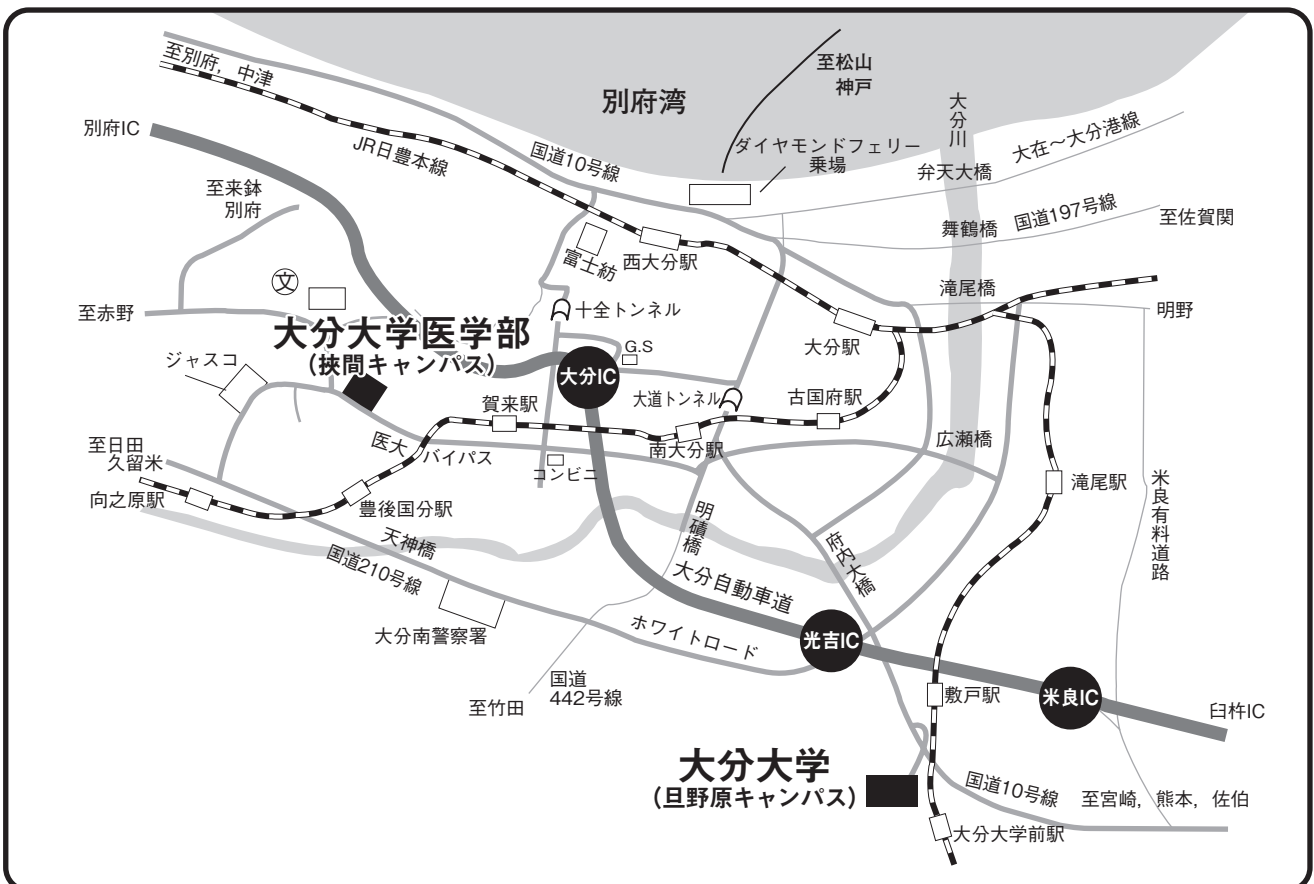 至別府，中津
別府IC
JR日豊本線
国道10号線
別府湾
至松山
神戸
ダイヤモンドフェリー
乗場
大分川
弁天大橋
大在～大分港線
舞鶴橋
国道197号線
至佐賀関
至来鉢
別府
文
富士紡
西大分駅
滝尾橋
明野
至赤野
十全トンネル
大分駅
大分大学医学部
(挾間キャンパス)
ジャスコ
G.S
大分IC
大道トンネル
古国府駅
賀来駅
南大分駅
広瀬橋
至日田
久留米
医大バイパス
コンビニ
滝尾駅
向之原駅
豊後国分駅
米良有料道路
天神橋
明磧橋
府内大橋
国道210号線
大分自動車道
大分南警察署
ホワイトロード
光吉IC
国道
442号線
至竹田
敷戸駅
米良IC
臼杵IC
大分大学
(旦野原キャンパス)
国道10号線
至宮崎，熊本，佐伯
大分大学前駅